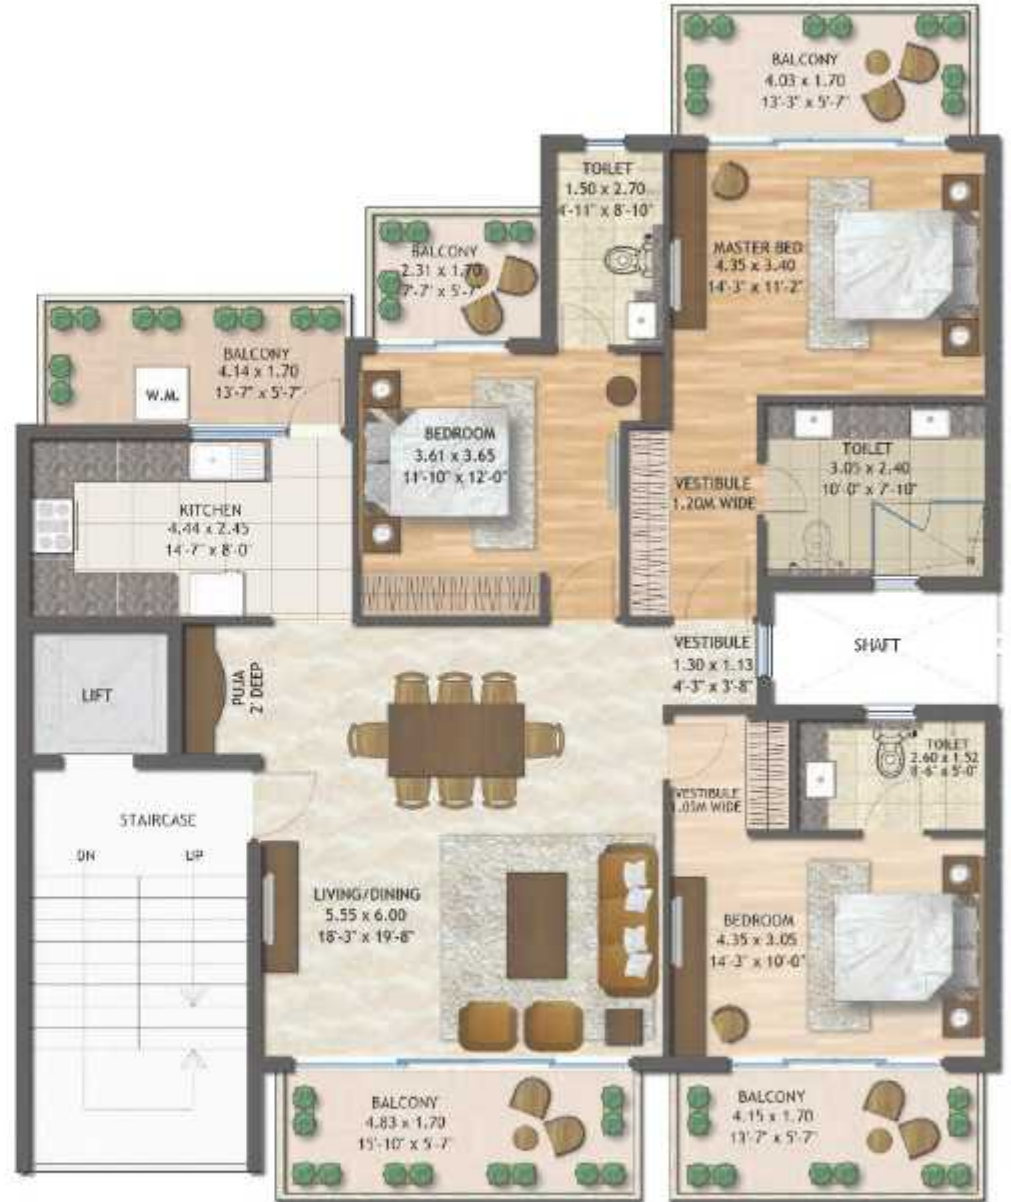 BALCONY
4.03 x 1.70
13'-3" x 5'-7"
TOILET
1.50 x 2.70
4'-11" x 8'-10"
MASTER BED
4.35 x 3.40
14'-3" x 11'-2"
BALCONY
2.31 x 1.70
7'-7" x 5'-7"
BALCONY
4.14 x 1.70
13'-7" x 5'-7"
W.M.
BEDROOM
3.61 x 3.65
11'-10" x 12'-0"
TOILET
3.05 x 2.40
10'-0" x 7'-10"
VESTIBULE
1.20M WIDE
KITCHEN
4.44 x 2.45
14'-7" x 8'-0
SHAFT
VESTIBULE
1.30 x 1.13
4'-3" x 3'-8"
LIFT
PUJA
2' DEEP
TOILET
2.60 x 1.52
8'-6" x 5'-0"
VESTIBULE
1.05M WIDE
STAIRCASE
DN
UP
LIVING/DINING
5.55 x 6.00
18'-3" x 19'-8"
BEDROOM
4.35 x 3.05
14'-3" x 10'-0"
BALCONY
4.83 x 1.70
15'-10" x 5'-7"
BALCONY
4.15 x 1.70
13'-7" x 5'-7"